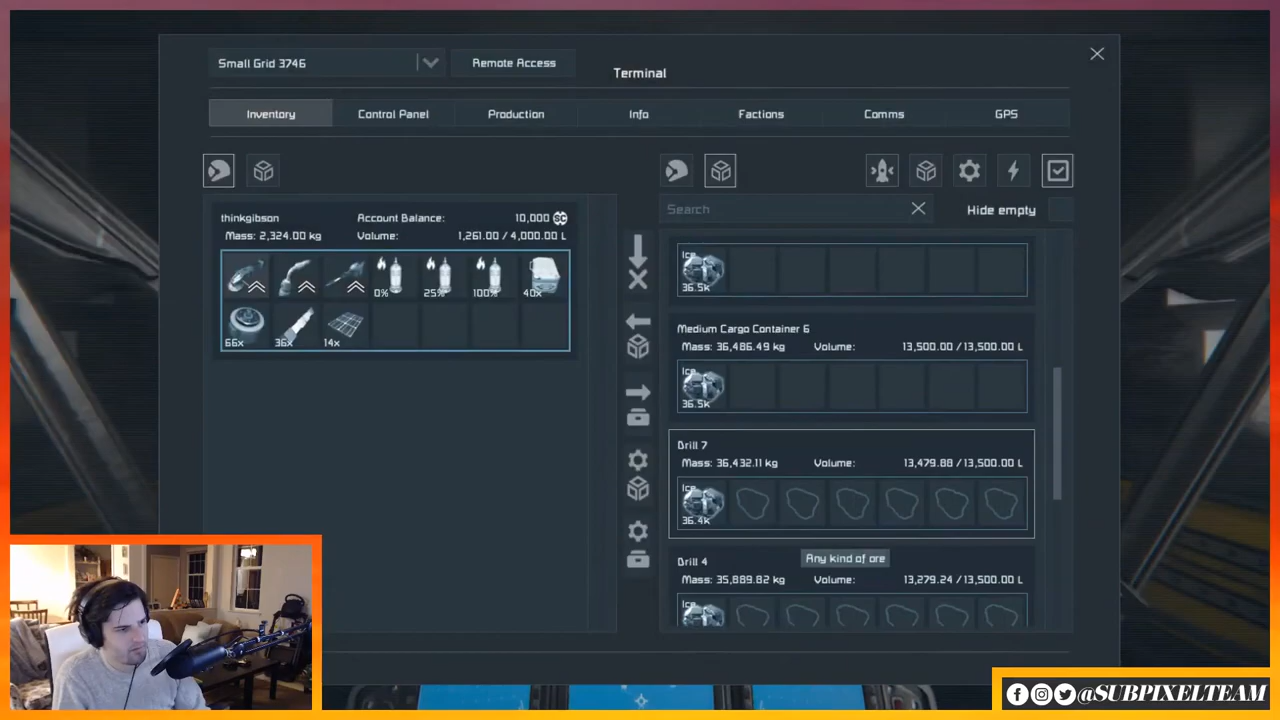 Small Grid 3746
Remote Access
Terminal
Inventory
Control Panel
Production
Info
Factions
Comms
GPS
thinkgibson
Account Balance:
10,000 SC
Mass: 2,324.00 kg
Volume:
1,261.00 / 4,000.00 L
0%
25%
100%
40x
66x
36x
14x
Search
Hide empty
Ice
36.5k
Medium Cargo Container 6
Mass: 36,486.49 kg
Volume:
13,500.00 / 13,500.00 L
Ice
36.5k
Drill 7
Mass: 36,432.11 kg
Volume:
13,479.88 / 13,500.00 L
Ice
36.4k
Drill 4
Any kind of ore
Mass: 35,889.82 kg
Volume:
13,279.24 / 13,500.00 L
Ice
@SUBPIXELTEAM